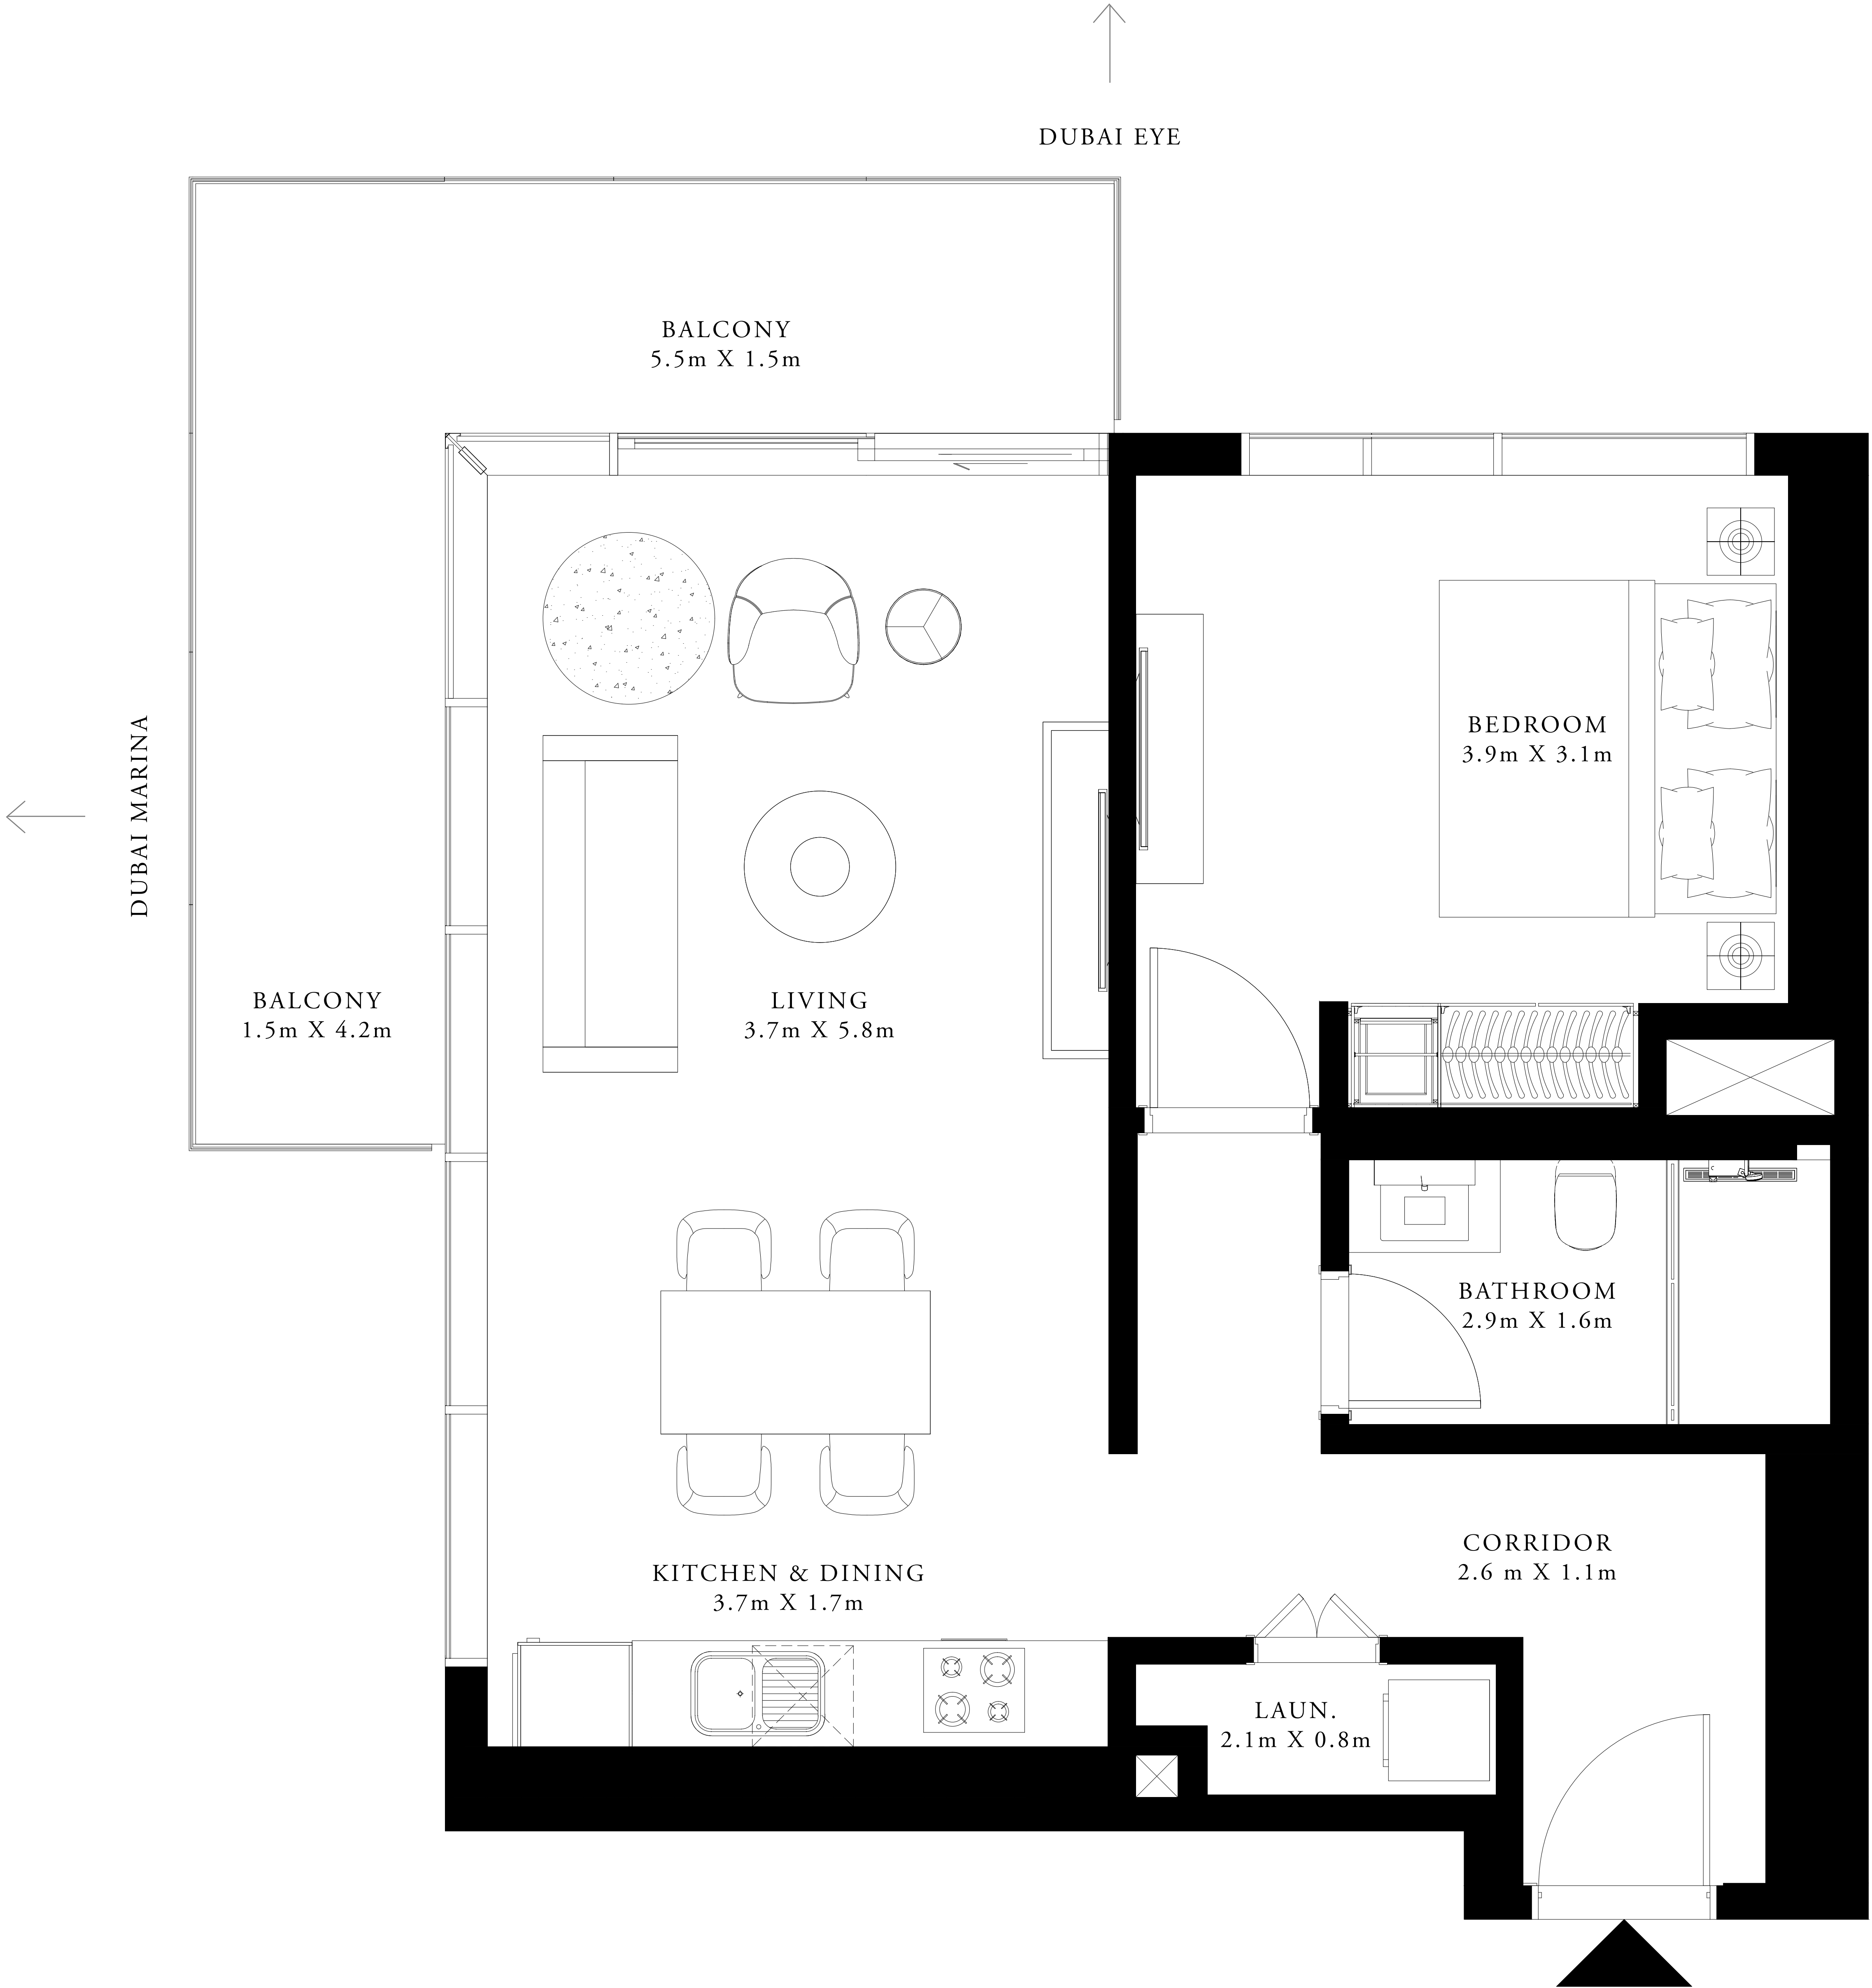 DUBAI EYE
BALCONY
5.5m X 1.5m
DUBAI MARINA
BEDROOM
3.9m X 3.1m
BALCONY
1.5m X 4.2m
LIVING
3.7m X 5.8m
BATHROOM
2.9m X 1.6m
CORRIDOR
2.6 m X 1.1m
KITCHEN & DINING
3.7m X 1.7m
LAUN.
2.1m X 0.8m